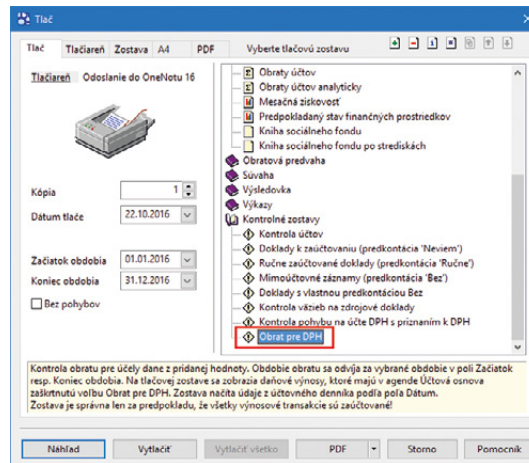 Tlač
Tlač Tlačiareň Zostava A4 PDF Vyberte tlačovú zostavu
Tlačiareň Odoslanie do OneNotu 16
Obraty účtov
Obraty účtov analyticky
Mesačná ziskovosť
Predpokladaný stav finančných prostriedkov
Kniha sociálneho fondu
Kniha sociálneho fondu po strediskách
Obratová predvaha
Súvaha
Výsledovka
Výkazy
Kontrolné zostavy
Kontrola účtov
Doklady k zaúčtovaniu (predkontácia 'Neviem')
Ručne zaúčtované doklady (predkontácia 'Ručne')
Mimoúčtovné záznamy (predkontácia 'Bez')
Doklady s vlastnou predkontáciou Bez
Kontrola väzieb na zdrojové doklady
Kontrola pohybu na účte DPH s priznaním k DPH
Obrat pre DPH
Kópia 1
Dátum tlače 22.10.2016
Začiatok obdobia 01.01.2016
Koniec obdobia 31.12.2016
Bez pohybov
Kontrola obratu pre účely dane z pridanej hodnoty. Obdobie obratu sa odvíja za vybrané obdobie v poli Začiatok
resp. Koniec obdobia. Na tlačovej zostave sa zobrazia daňové výnosy, ktoré majú v agende Účtová osnova
zaškrtnutú voľbu Obrat pre DPH. Zostava načíta údaje z účtovného denníka podľa poľa Dátum.
Zostava je správna len za predpokladu, že všetky výnosové transakcie sú zaúčtované!
Náhľad Vytlačiť Vytlačiť všetko PDF Storno Pomocník